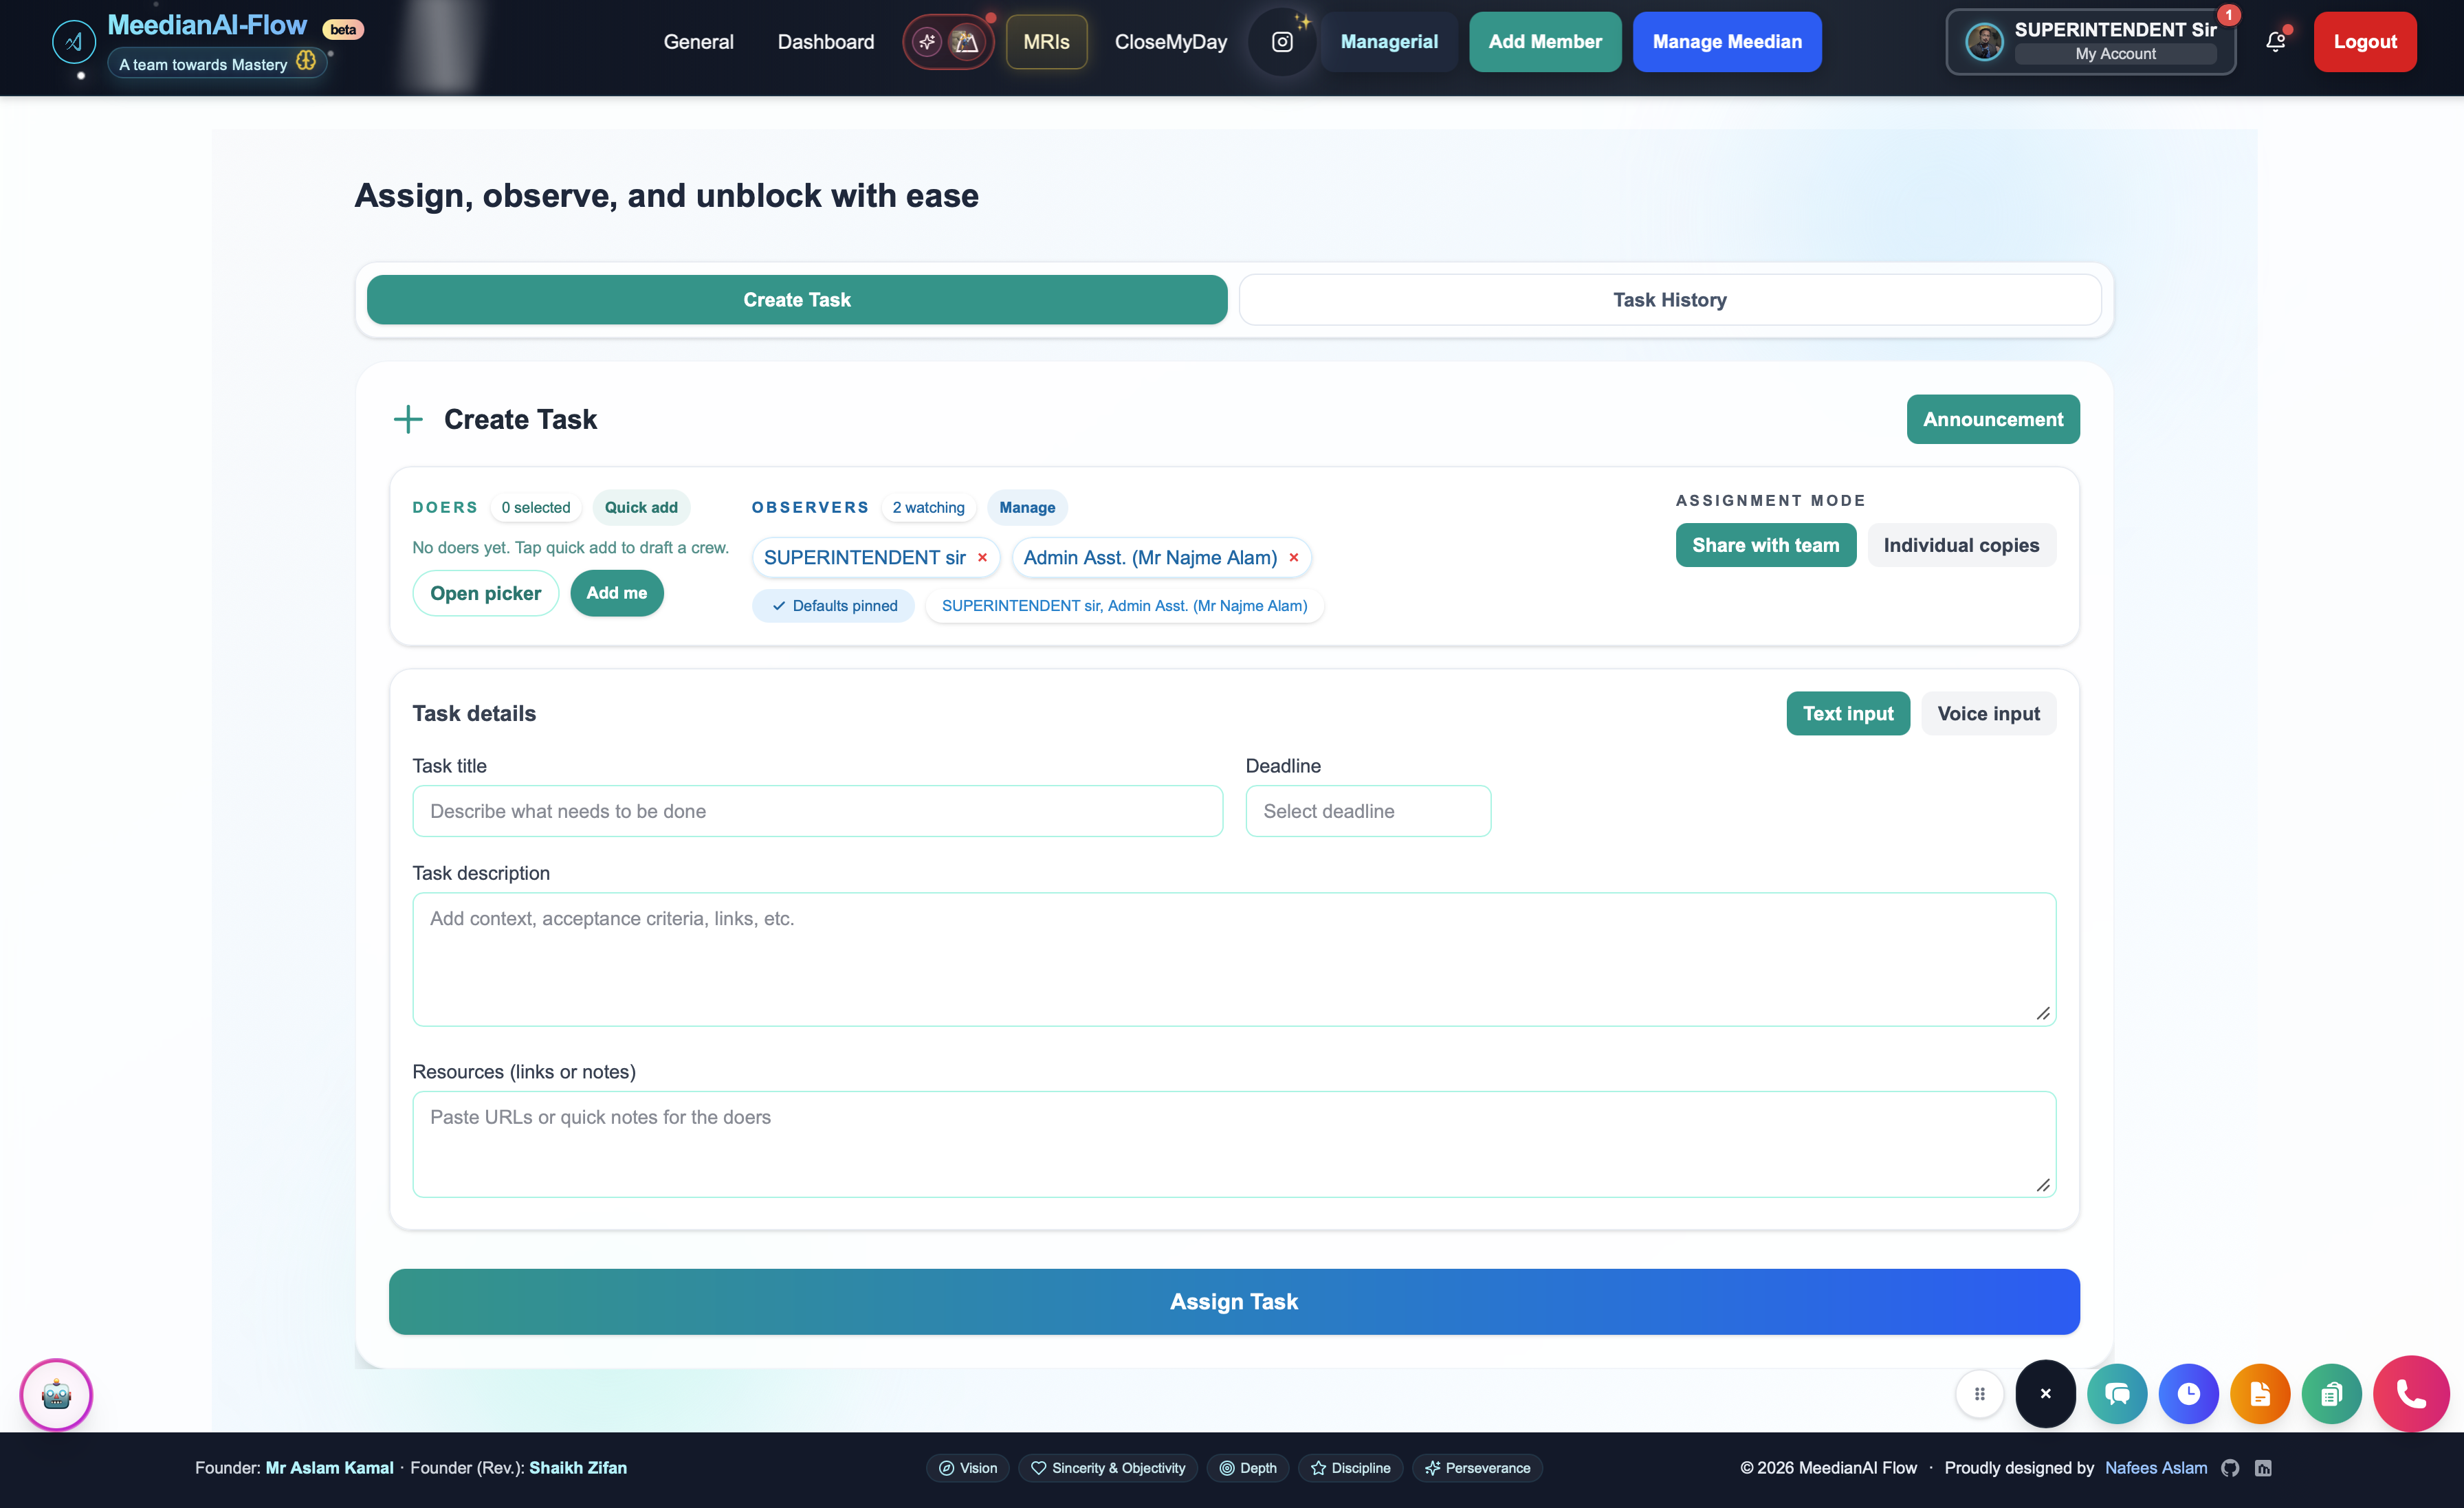 MeedianAI-Flow beta
A team towards Mastery
General
Dashboard
MRIs
CloseMyDay
Managerial
Add Member
Manage Meedian
SUPERINTENDENT Sir
My Account
1
Logout
Assign, observe, and unblock with ease
Create Task
Task History
Create Task
Announcement
DOERS 0 selected Quick add
No doers yet. Tap quick add to draft a crew.
Open picker Add me
OBSERVERS 2 watching Manage
SUPERINTENDENT sir × Admin Asst. (Mr Najme Alam) ×
Defaults pinned SUPERINTENDENT sir, Admin Asst. (Mr Najme Alam)
ASSIGNMENT MODE
Share with team Individual copies
Task details
Text input Voice input
Task title
Describe what needs to be done
Deadline
Select deadline
Task description
Add context, acceptance criteria, links, etc.
Resources (links or notes)
Paste URLs or quick notes for the doers
Assign Task
Founder: Mr Aslam Kamal · Founder (Rev.): Shaikh Zifan
Vision
Sincerity & Objectivity
Depth
Discipline
Perseverance
© 2026 MeedianAI Flow · Proudly designed by Nafees Aslam